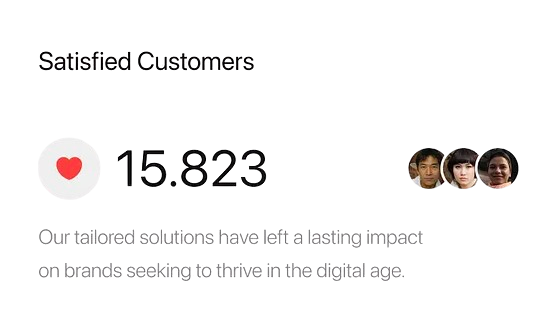 Satisfied Customers
15.823
Our tailored solutions have left a lasting impact
on brands seeking to thrive in the digital age.